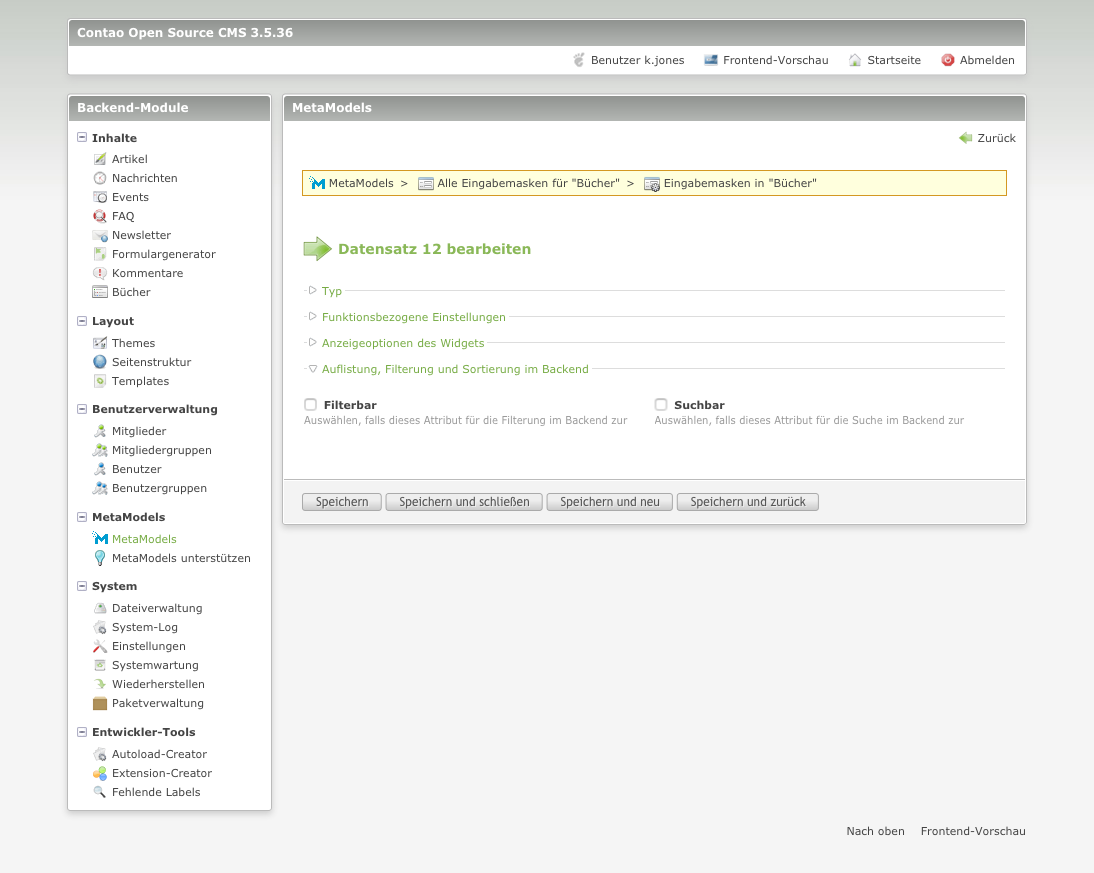 Contao Open Source CMS 3.5.36
Benutzer k.jones Frontend-Vorschau Startseite Abmelden
Backend-Module
Inhalte
Artikel
Nachrichten
Events
FAQ
Newsletter
Formulargenerator
Kommentare
Bücher
Layout
Themes
Seitenstruktur
Templates
Benutzerverwaltung
Mitglieder
Mitgliedergruppen
Benutzer
Benutzergruppen
MetaModels
MetaModels
MetaModels unterstützen
System
Dateiverwaltung
System-Log
Einstellungen
Systemwartung
Wiederherstellen
Paketverwaltung
Entwickler-Tools
Autoload-Creator
Extension-Creator
Fehlende Labels
MetaModels
Zurück
MetaModels > Alle Eingabemasken für "Bücher" > Eingabemasken in "Bücher"
Datensatz 12 bearbeiten
Typ
Funktionsbezogene Einstellungen
Anzeigeoptionen des Widgets
Auflistung, Filterung und Sortierung im Backend
Filterbar
Auswählen, falls dieses Attribut für die Filterung im Backend zur
Suchbar
Auswählen, falls dieses Attribut für die Suche im Backend zur
Speichern Speichern und schließen Speichern und neu Speichern und zurück
Nach oben Frontend-Vorschau